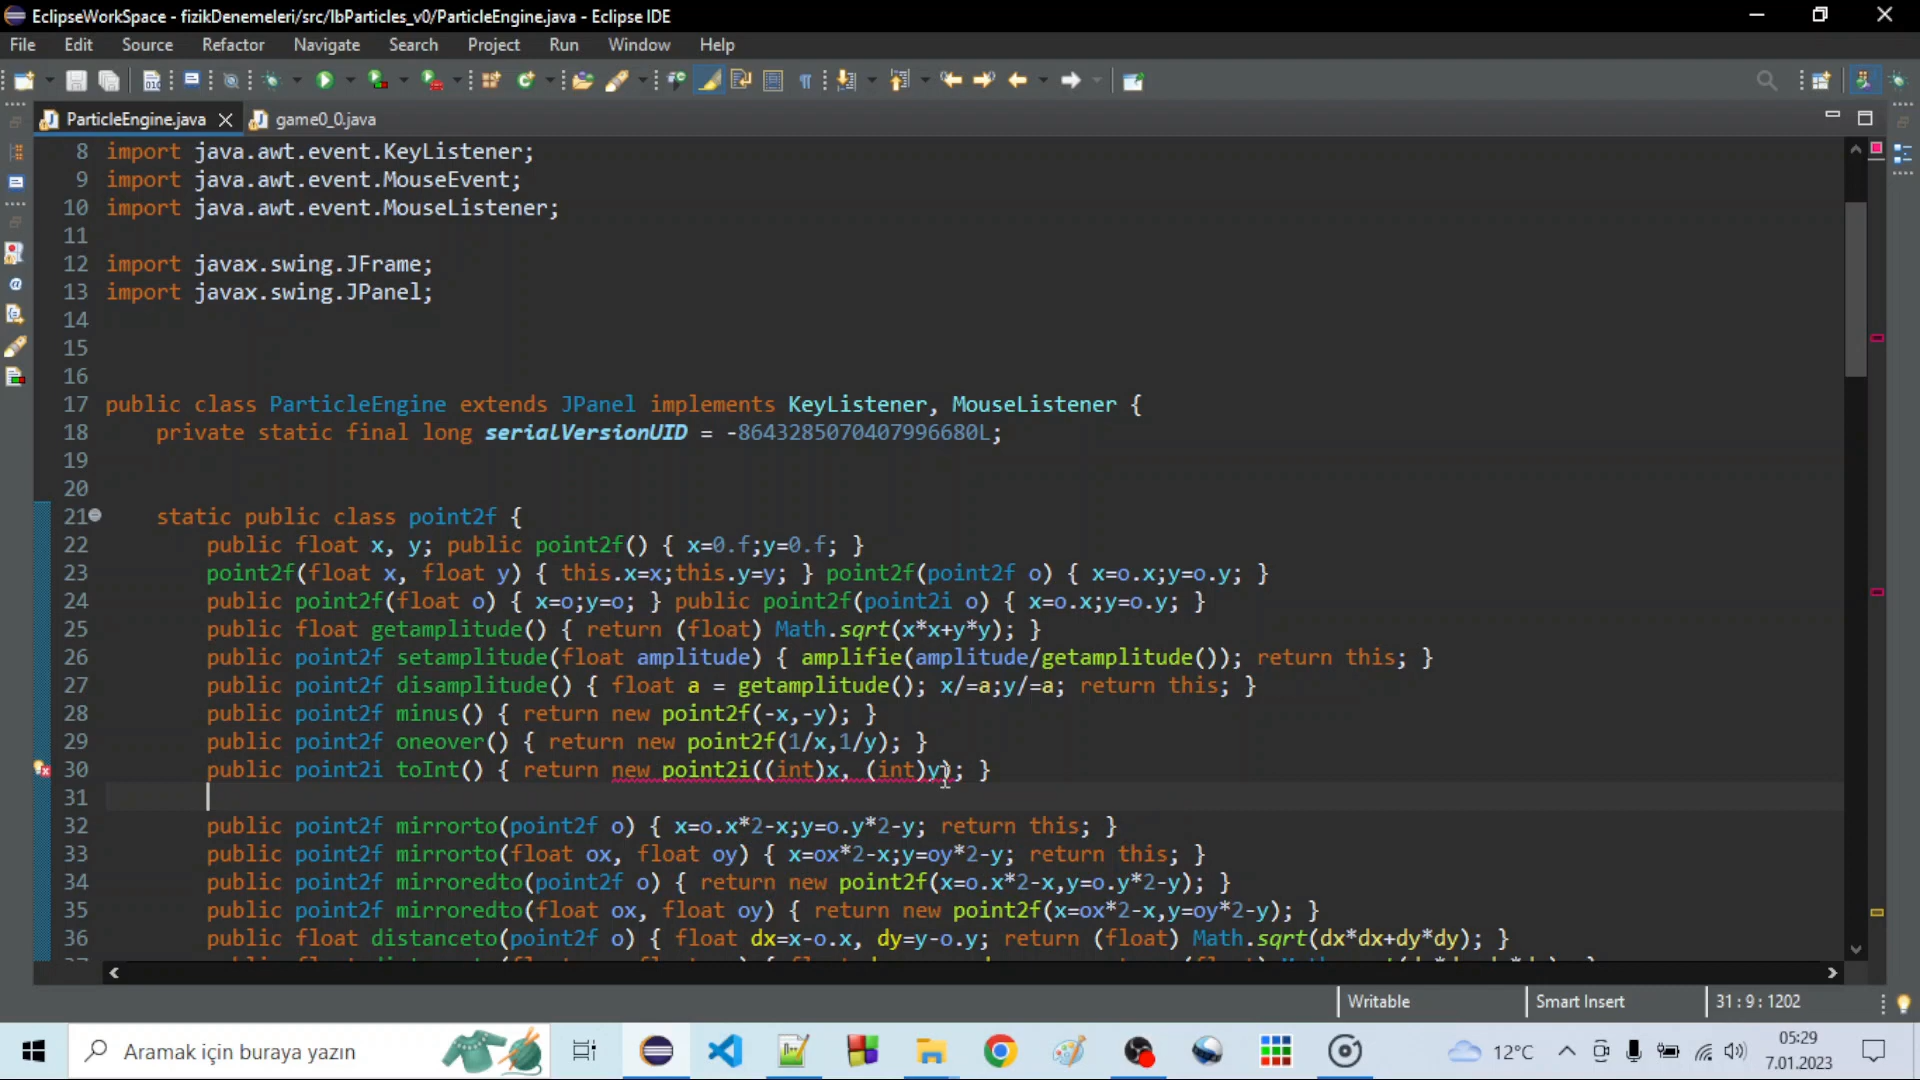 EclipseWorkSpace - fizikDenemeleri/src/lbParticles_v0/ParticleEngine.java - Eclipse IDE
File Edit Source Refactor Navigate Search Project Run Window Help
ParticleEngine.java game0_0.java
8 import java.awt.event.KeyListener;
9 import java.awt.event.MouseEvent;
10 import java.awt.event.MouseListener;
11
12 import javax.swing.JFrame;
13 import javax.swing.JPanel;
14
15
16
17 public class ParticleEngine extends JPanel implements KeyListener, MouseListener {
18 private static final long serialVersionUID = -8643285070407996680L;
19
20
21 static public class point2f {
22 public float x, y; public point2f() { x=0.f;y=0.f; }
23 point2f(float x, float y) { this.x=x;this.y=y; } point2f(point2f o) { x=o.x;y=o.y; }
24 public point2f(float o) { x=o;y=o; } public point2f(point2i o) { x=o.x;y=o.y; }
25 public float getamplitude() { return (float) Math.sqrt(x*x+y*y); }
26 public point2f setamplitude(float amplitude) { amplifie(amplitude/getamplitude()); return this; }
27 public point2f disamplitude() { float a = getamplitude(); x/=a;y/=a; return this; }
28 public point2f minus() { return new point2f(-x,-y); }
29 public point2f oneover() { return new point2f(1/x,1/y); }
30 public point2i toInt() { return new point2i((int)x, (int)y); }
31
32 public point2f mirrorto(point2f o) { x=o.x*2-x;y=o.y*2-y; return this; }
33 public point2f mirrorto(float ox, float oy) { x=ox*2-x;y=oy*2-y; return this; }
34 public point2f mirroredto(point2f o) { return new point2f(x=o.x*2-x,y=o.y*2-y); }
35 public point2f mirroredto(float ox, float oy) { return new point2f(x=ox*2-x,y=oy*2-y); }
36 public float distanceto(point2f o) { float dx=x-o.x, dy=y-o.y; return (float) Math.sqrt(dx*dx+dy*dy); }
Writable Smart Insert 31 : 9 : 1202
Aramak için buraya yazın 12°C 05:29
7.01.2023